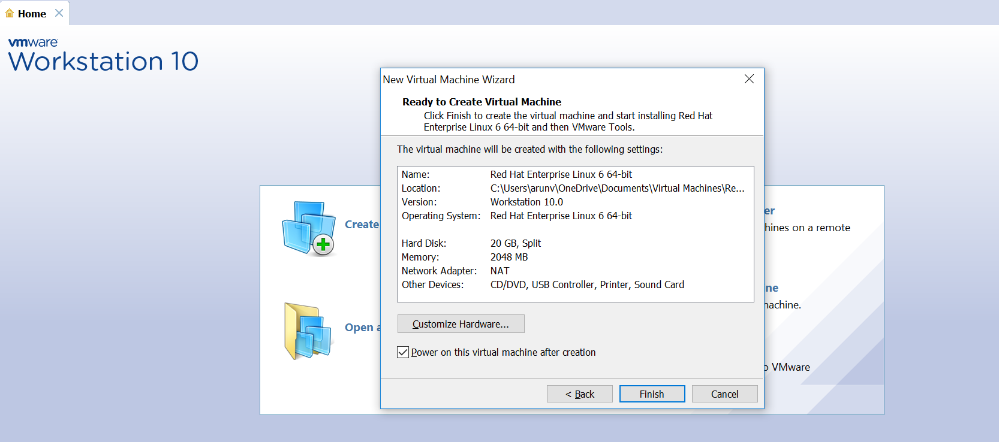 Home
vmware
Workstation 10
New Virtual Machine Wizard
Ready to Create Virtual Machine
Click Finish to create the virtual machine and start installing Red Hat
Enterprise Linux 6 64-bit and then VMware Tools.
The virtual machine will be created with the following settings:
Name: Red Hat Enterprise Linux 6 64-bit
Location: C:\Users\arunv\OneDrive\Documents\Virtual Machines\Re...
Version: Workstation 10.0
Operating System: Red Hat Enterprise Linux 6 64-bit
Hard Disk: 20 GB, Split
Memory: 2048 MB
Network Adapter: NAT
Other Devices: CD/DVD, USB Controller, Printer, Sound Card
Customize Hardware...
Power on this virtual machine after creation
< Back
Finish
Cancel
Create
Open a
er
hines on a remote
ne
machine.
o VMware